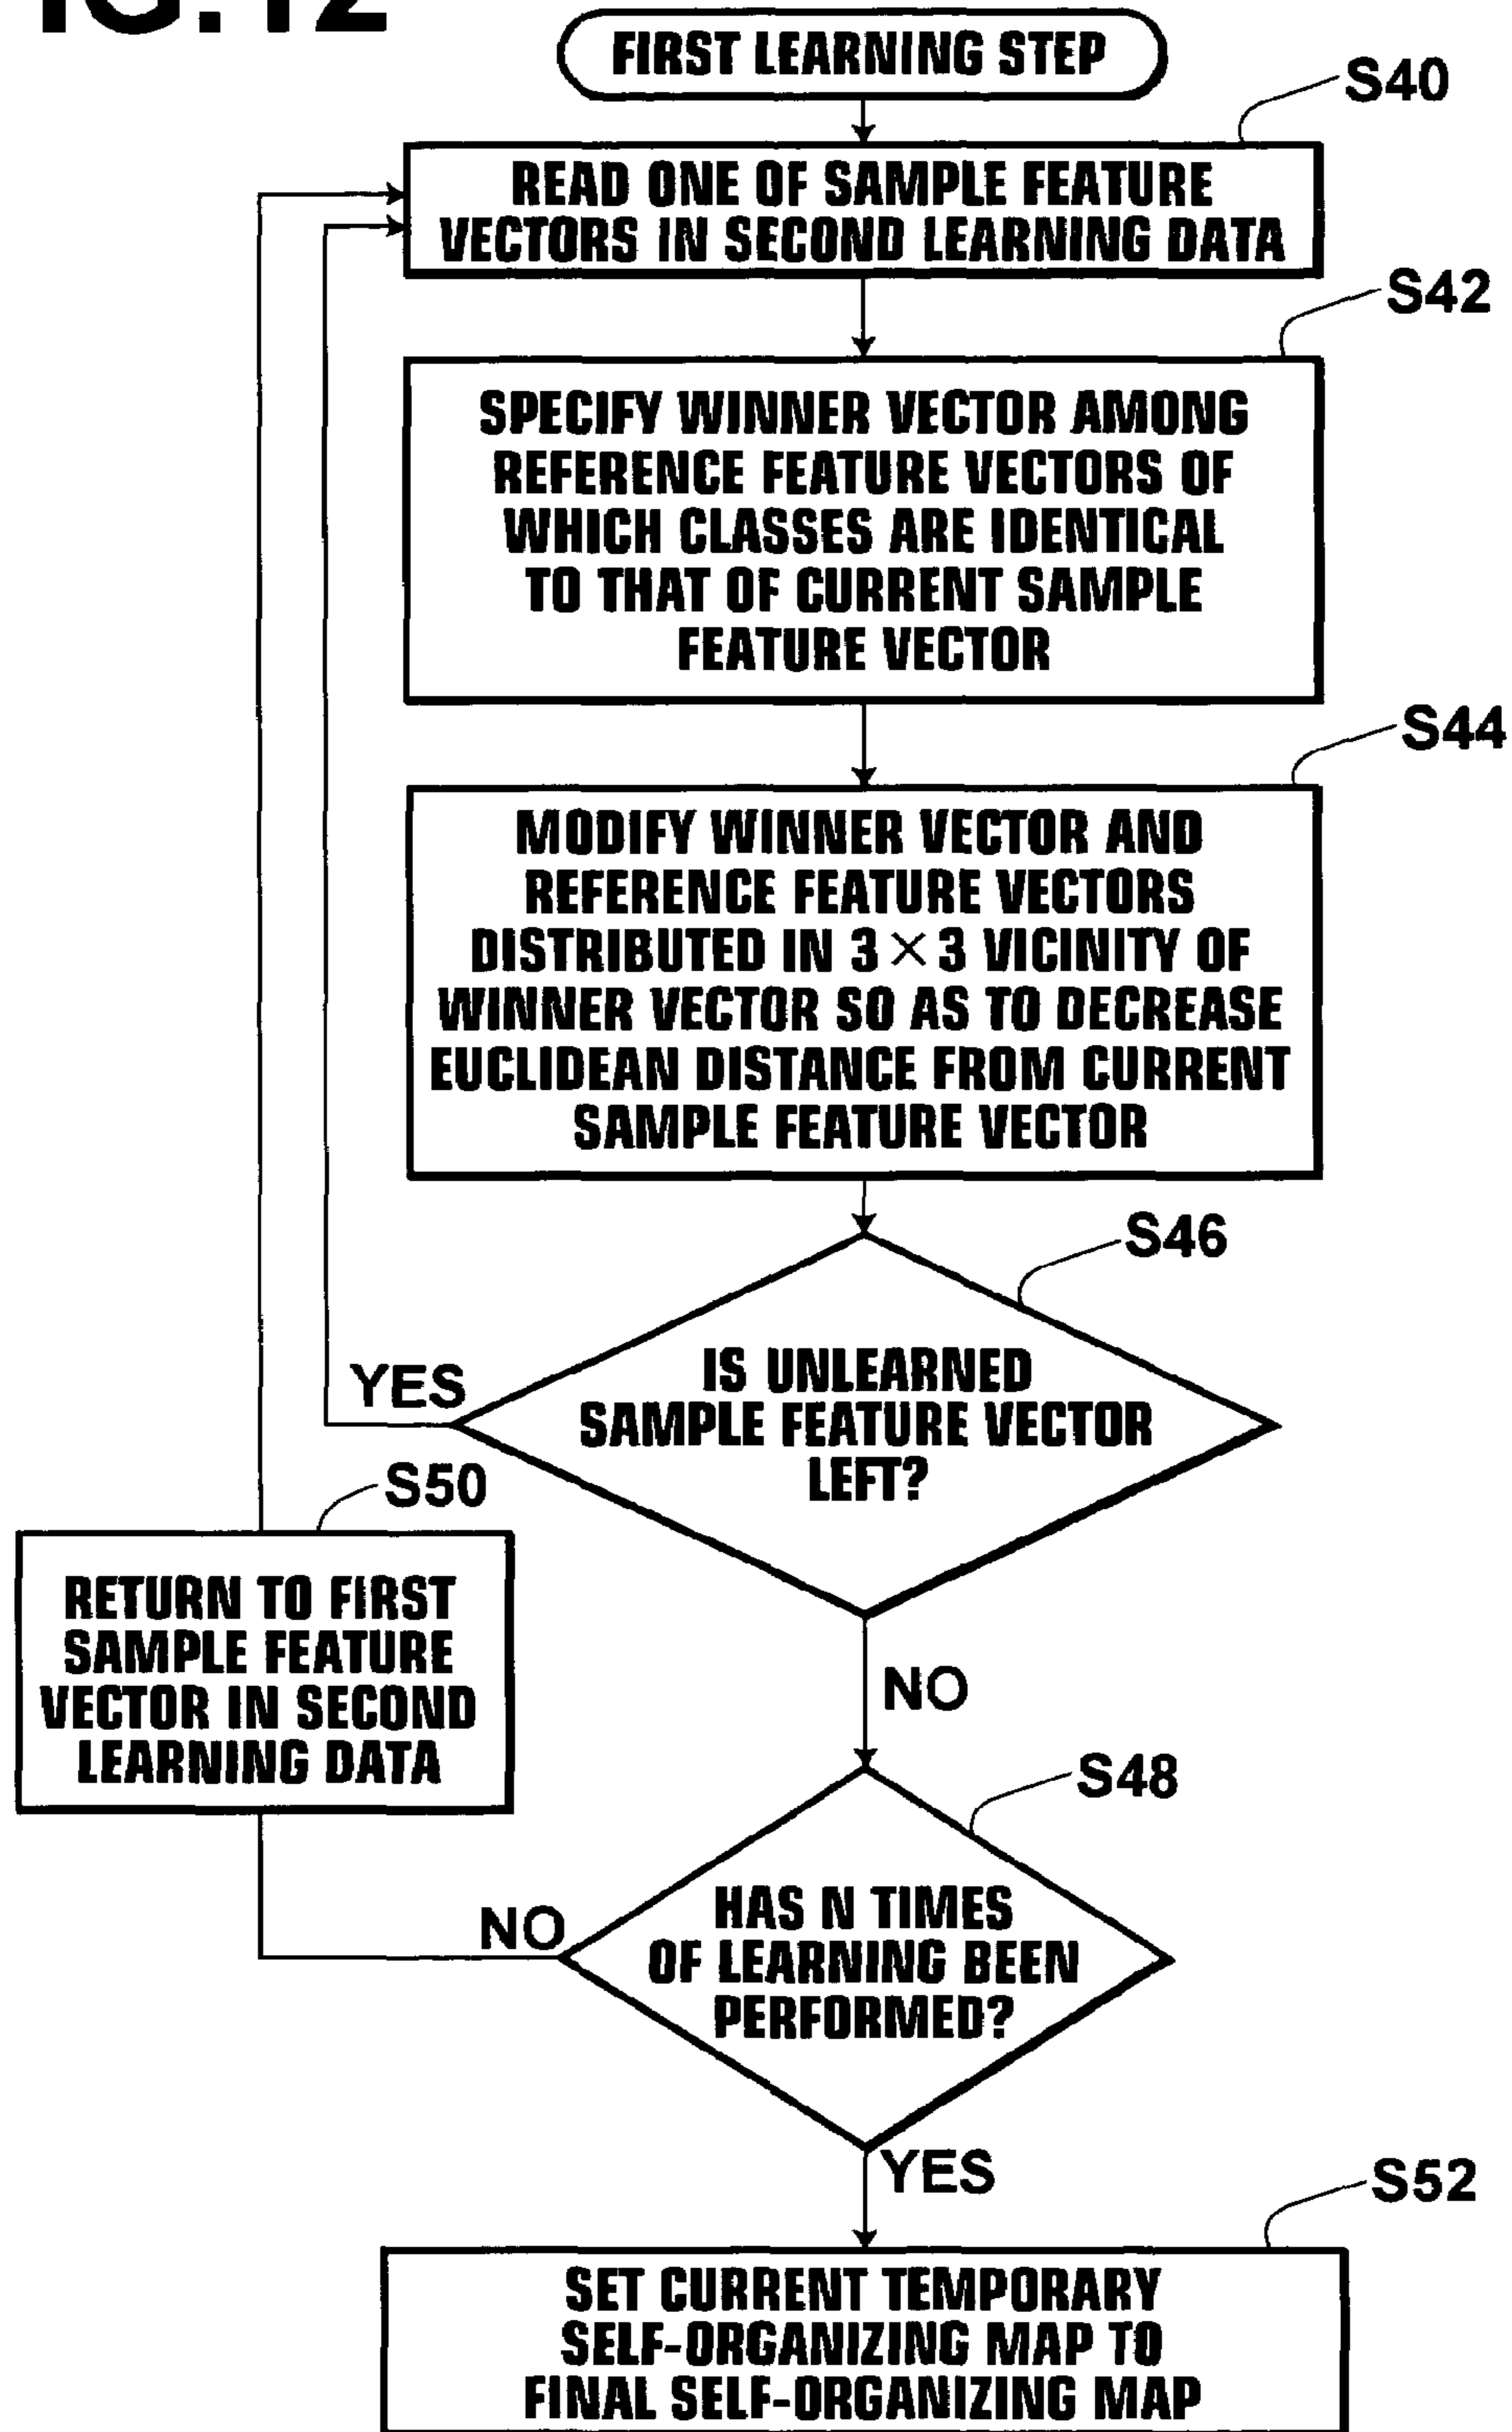 FIG.12
FIRST LEARNING STEP
S40
READ ONE OF SAMPLE FEATURE
VECTORS IN SECOND LEARNING DATA
S42
SPECIFY WINNER VECTOR AMONG
REFERENCE FEATURE VECTORS OF
WHICH CLASSES ARE IDENTICAL
TO THAT OF CURRENT SAMPLE
FEATURE VECTOR
S44
MODIFY WINNER VECTOR AND
REFERENCE FEATURE VECTORS
DISTRIBUTED IN 3×3 VICINITY OF
WINNER VECTOR SO AS TO DECREASE
EUCLIDEAN DISTANCE FROM CURRENT
SAMPLE FEATURE VECTOR
S46
IS UNLEARNED
SAMPLE FEATURE VECTOR
LEFT?
YES
S50
RETURN TO FIRST
SAMPLE FEATURE
VECTOR IN SECOND
LEARNING DATA
NO
S48
HAS N TIMES
OF LEARNING BEEN
PERFORMED?
NO
YES
S52
SET CURRENT TEMPORARY
SELF-ORGANIZING MAP TO
FINAL SELF-ORGANIZING MAP